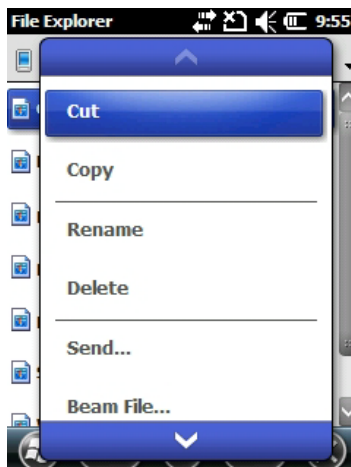 File Explorer 9:55
Cut
Copy
Rename
Delete
Send...
Beam File...